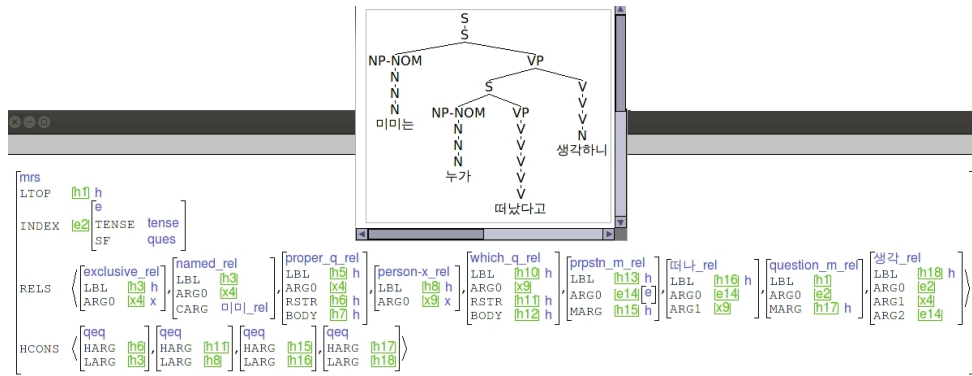 S
S
NP-NOM VP
N S V
N NP-NOM VP V
N N V V
미미는 N V N
N V 생각하니
누가 V
V
떠났다고
mrs
LTOP h1 h
INDEX e2 e
TENSE tense
SF ques
RELS
exclusive_rel
LBL h3 h
ARG0 x4 x
named_rel
LBL h3
ARG0 x4
CARG 미미_rel
proper_q_rel
LBL h5 h
ARG0 x4
RSTR h6 h
BODY h7 h
person-x_rel
LBL h8 h
ARG0 x9 x
which_q_rel
LBL h10 h
ARG0 x9
RSTR h11 h
BODY h12 h
prpstn_m_rel
LBL h13 h
ARG0 e14 e
MARG h15 h
떠나_rel
LBL h16 h
ARG0 e14
ARG1 x9
question_m_rel
LBL h1
ARG0 e2
MARG h17 h
생각_rel
LBL h18 h
ARG0 e2
ARG1 x4
ARG2 e14
HCONS
qeq
HARG h6
LARG h3
qeq
HARG h11
LARG h8
qeq
HARG h15
LARG h16
qeq
HARG h17
LARG h18